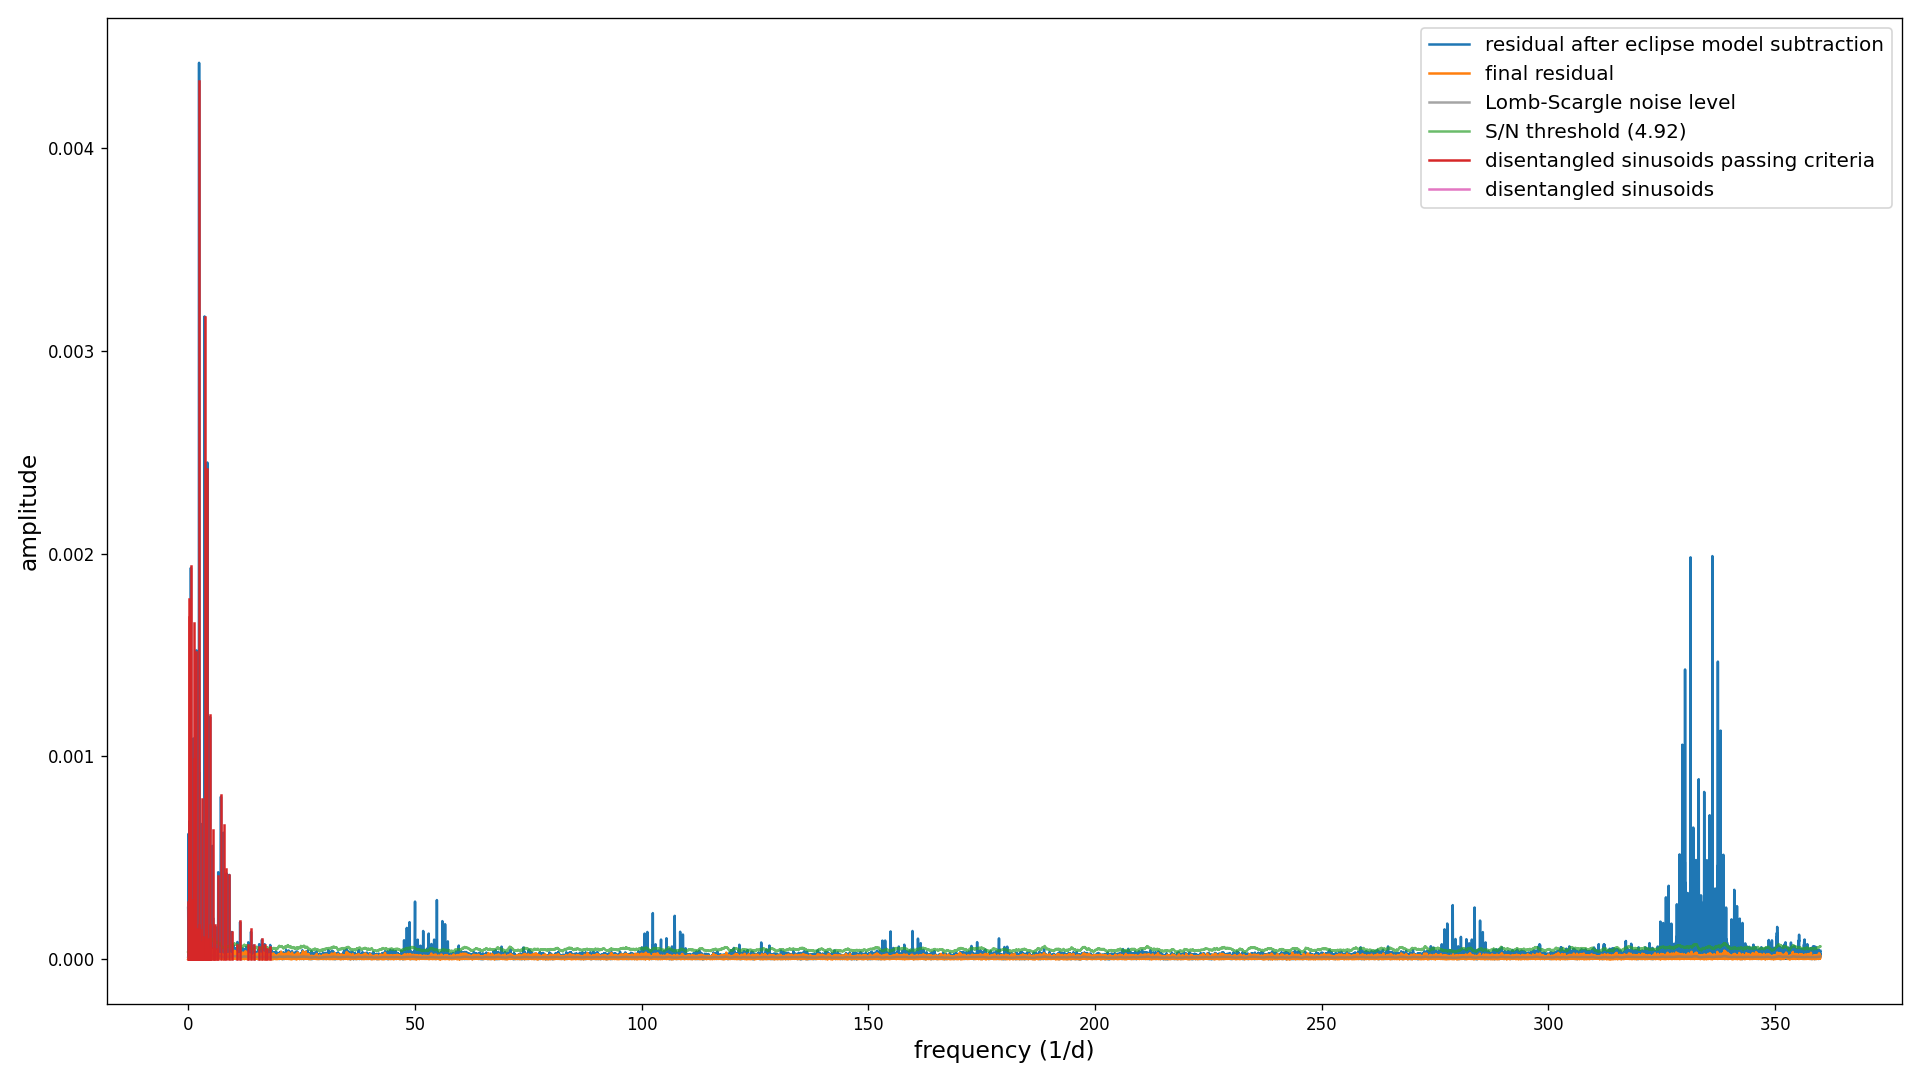 residual after eclipse model subtraction
final residual
Lomb-Scargle noise level
S/N threshold (4.92)
disentangled sinusoids passing criteria
disentangled sinusoids
amplitude
0.004
0.003
0.002
0.001
0.000
0 50 100 150 200 250 300 350
frequency (1/d)